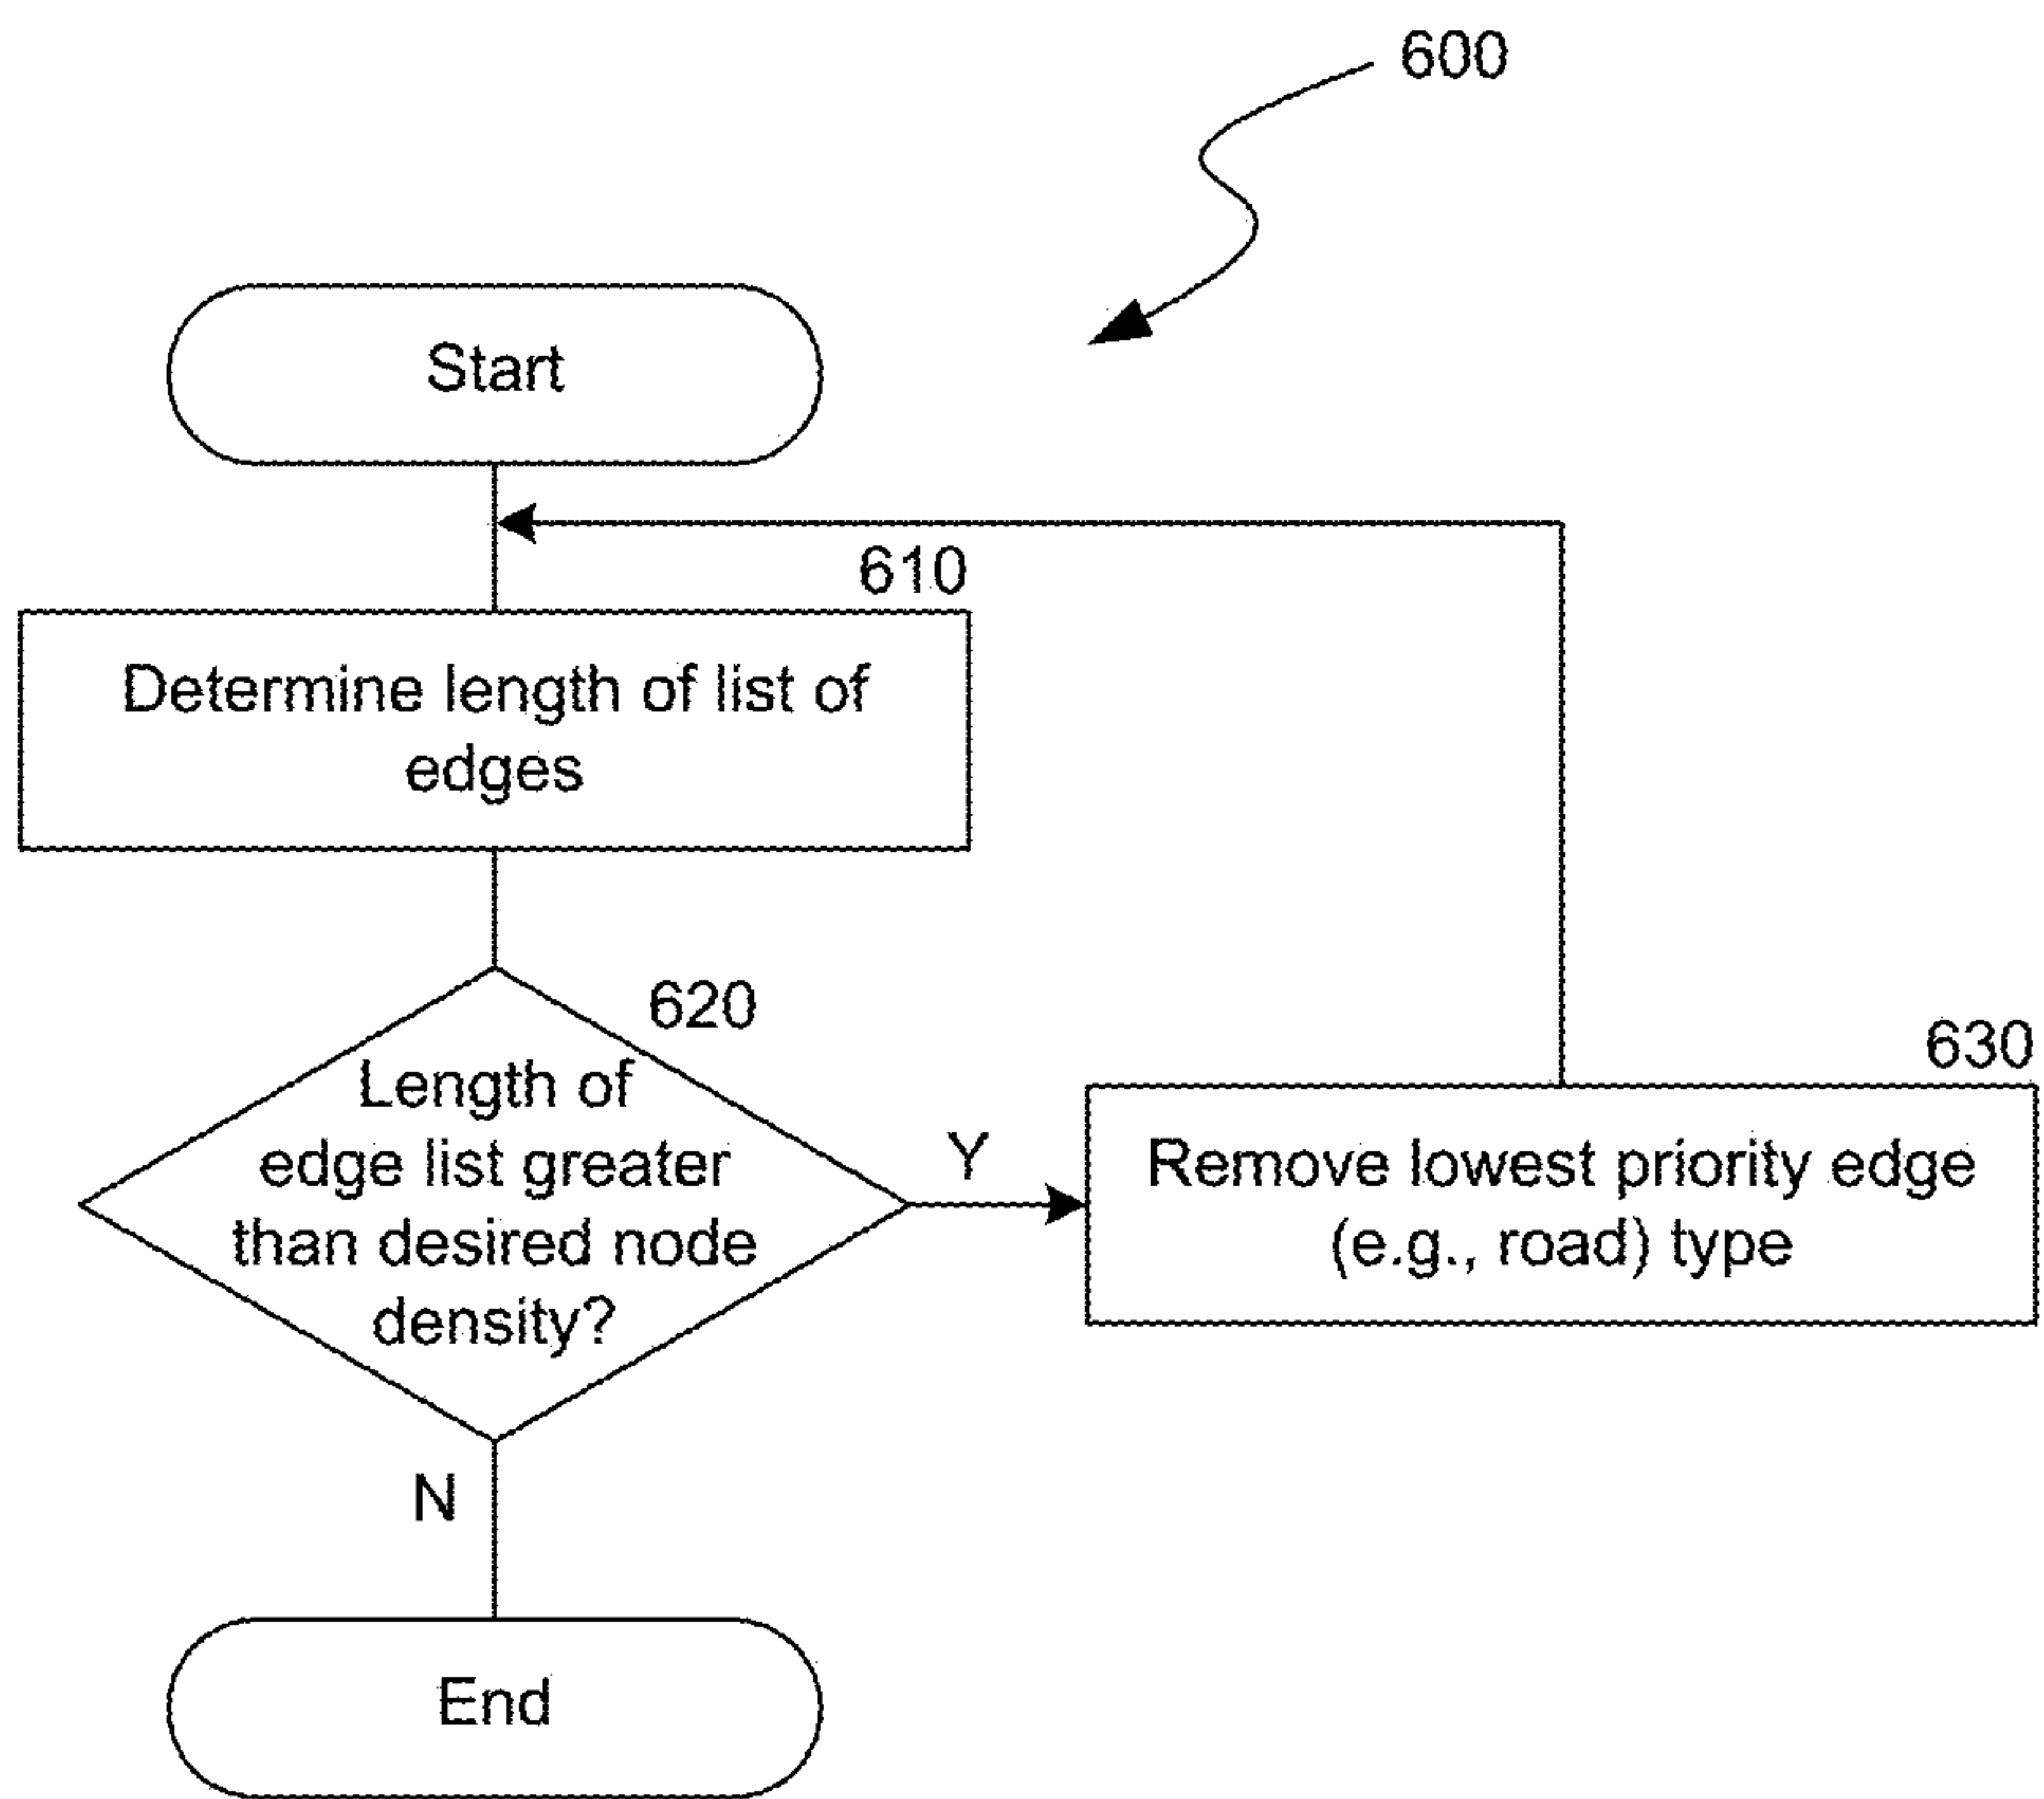 600
Start
610
Determine length of list of
edges
620
Length of
edge list greater
than desired node
density?
Y
630
Remove lowest priority edge
(e.g., road) type
N
End